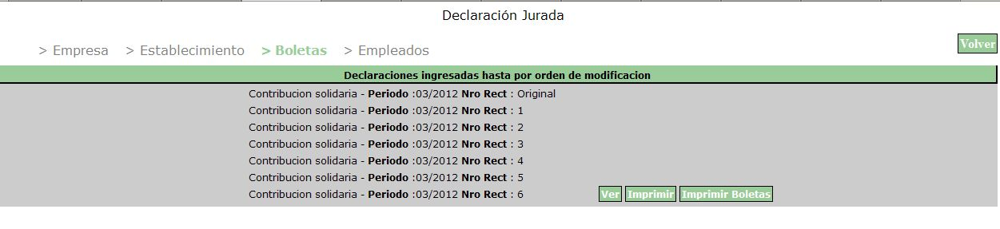 Declaración Jurada
Volver
> Empresa > Establecimiento > Boletas > Empleados
Declaraciones ingresadas hasta por orden de modificacion
Contribucion solidaria - Periodo :03/2012 Nro Rect : Original
Contribucion solidaria - Periodo :03/2012 Nro Rect : 1
Contribucion solidaria - Periodo :03/2012 Nro Rect : 2
Contribucion solidaria - Periodo :03/2012 Nro Rect : 3
Contribucion solidaria - Periodo :03/2012 Nro Rect : 4
Contribucion solidaria - Periodo :03/2012 Nro Rect : 5
Contribucion solidaria - Periodo :03/2012 Nro Rect : 6 Ver Imprimir Imprimir Boletas